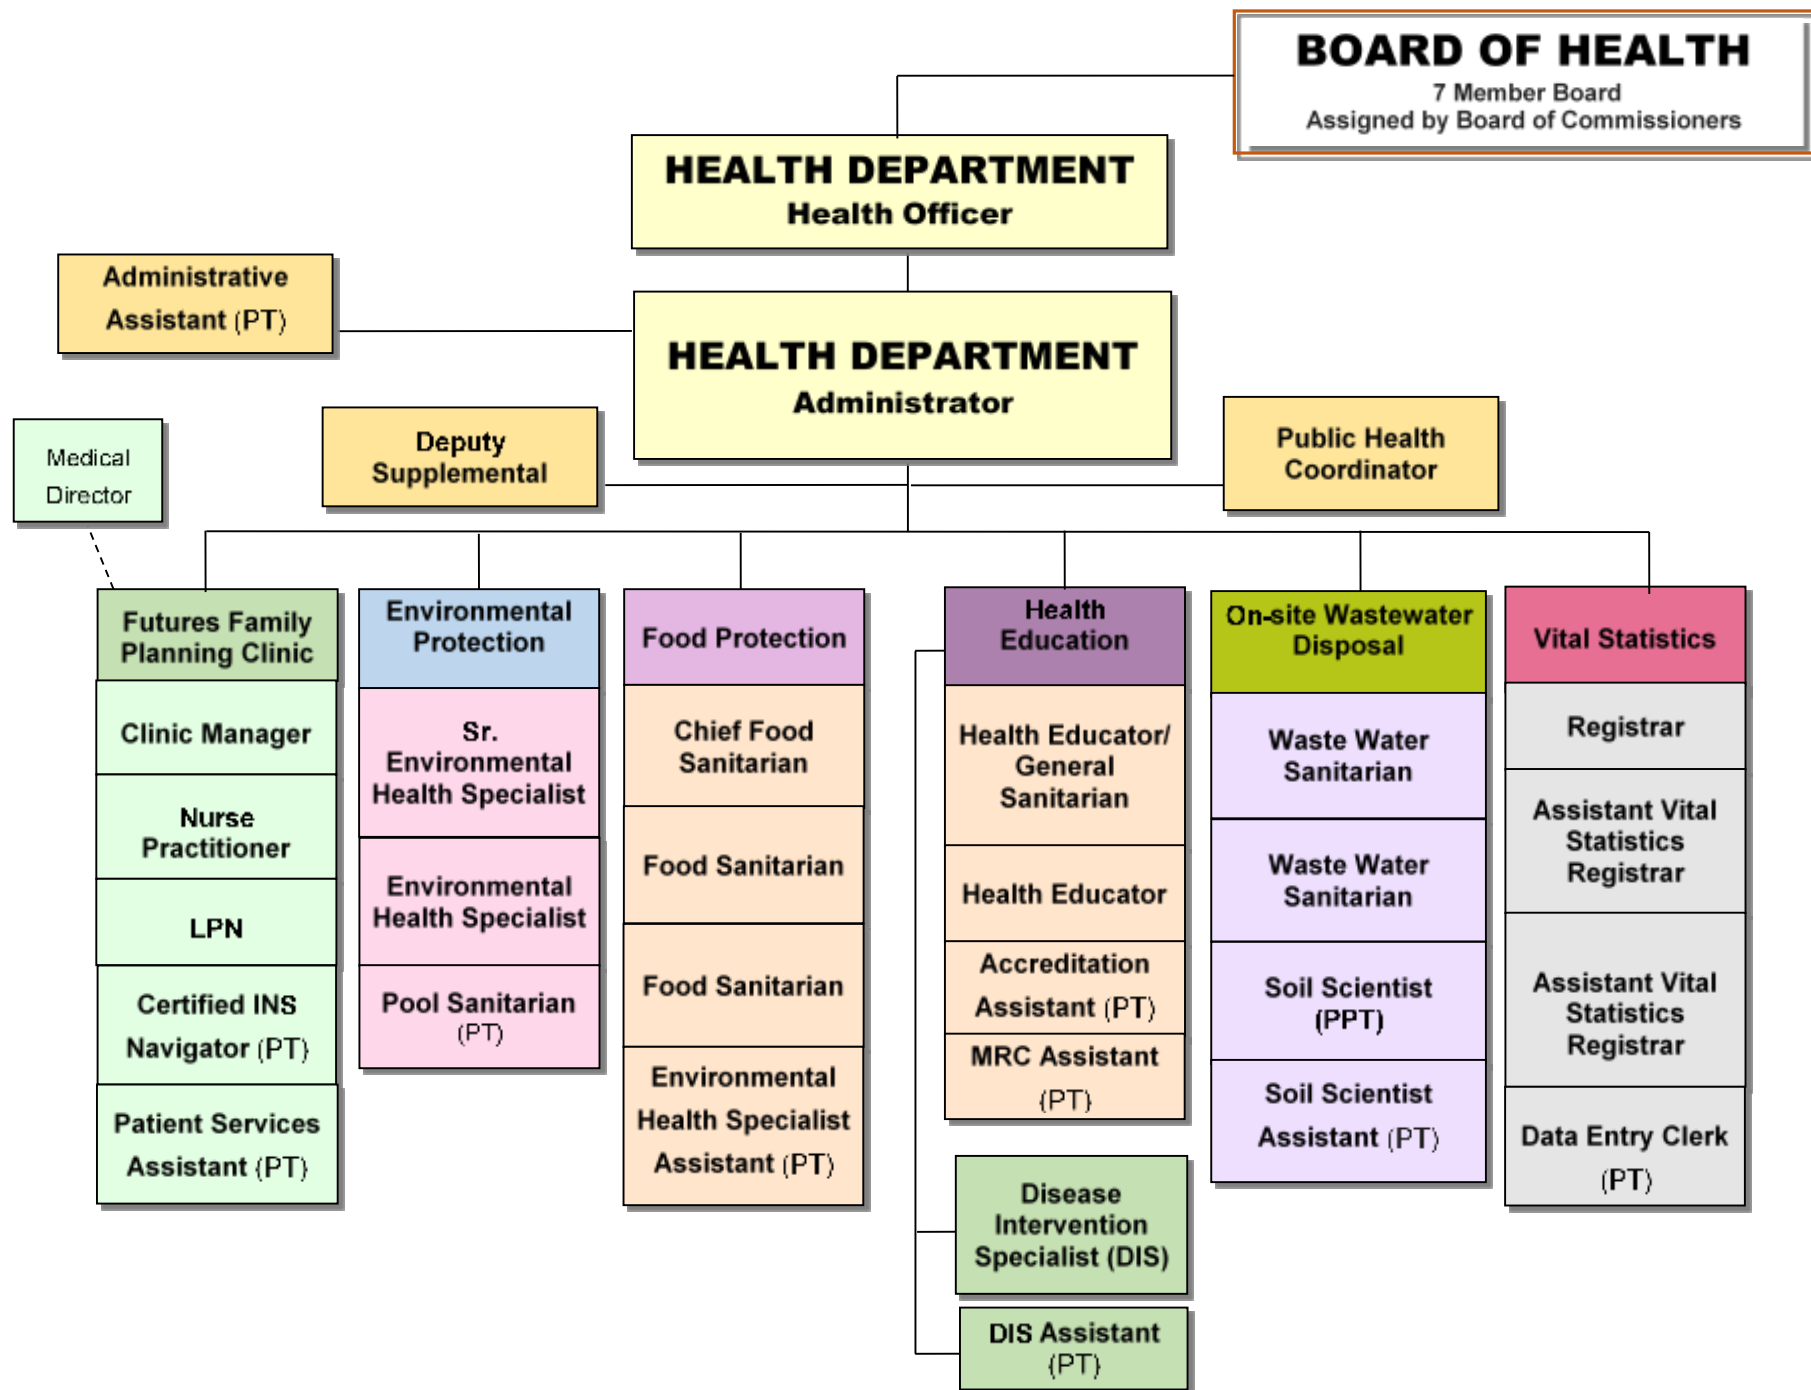 BOARD OF HEALTH
7 Member Board
Assigned by Board of Commissioners
HEALTH DEPARTMENT
Health Officer
Administrative
Assistant (PT)
HEALTH DEPARTMENT
Administrator
Medical
Director
Deputy
Supplemental
Public Health
Coordinator
Futures Family
Planning Clinic
Clinic Manager
Nurse
Practitioner
LPN
Certified INS
Navigator (PT)
Patient Services
Assistant (PT)
Environmental
Protection
Sr.
Environmental
Health Specialist
Environmental
Health Specialist
Pool Sanitarian
(PT)
Food Protection
Chief Food
Sanitarian
Food Sanitarian
Food Sanitarian
Environmental
Health Specialist
Assistant (PT)
Health
Education
Health Educator/
General
Sanitarian
Health Educator
Accreditation
Assistant (PT)
MRC Assistant
(PT)
Disease
Intervention
Specialist (DIS)
DIS Assistant
(PT)
On-site Wastewater
Disposal
Waste Water
Sanitarian
Waste Water
Sanitarian
Soil Scientist
(PPT)
Soil Scientist
Assistant (PT)
Vital Statistics
Registrar
Assistant Vital
Statistics
Registrar
Assistant Vital
Statistics
Registrar
Data Entry Clerk
(PT)